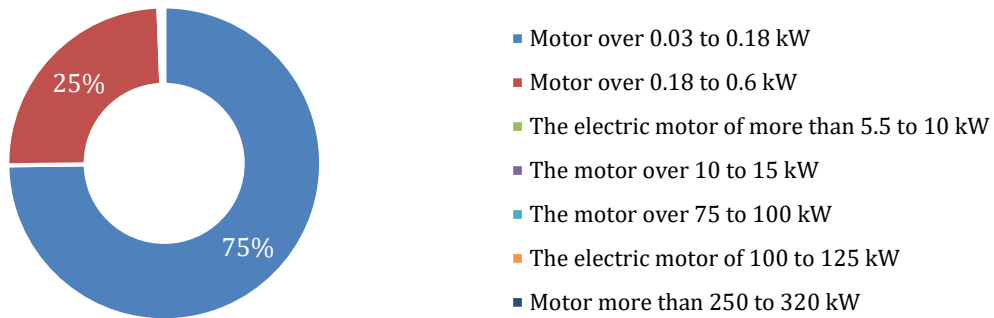 25%
75%
Motor over 0.03 to 0.18 kW
Motor over 0.18 to 0.6 kW
The electric motor of more than 5.5 to 10 kW
The motor over 10 to 15 kW
The motor over 75 to 100 kW
The electric motor of 100 to 125 kW
Motor more than 250 to 320 kW